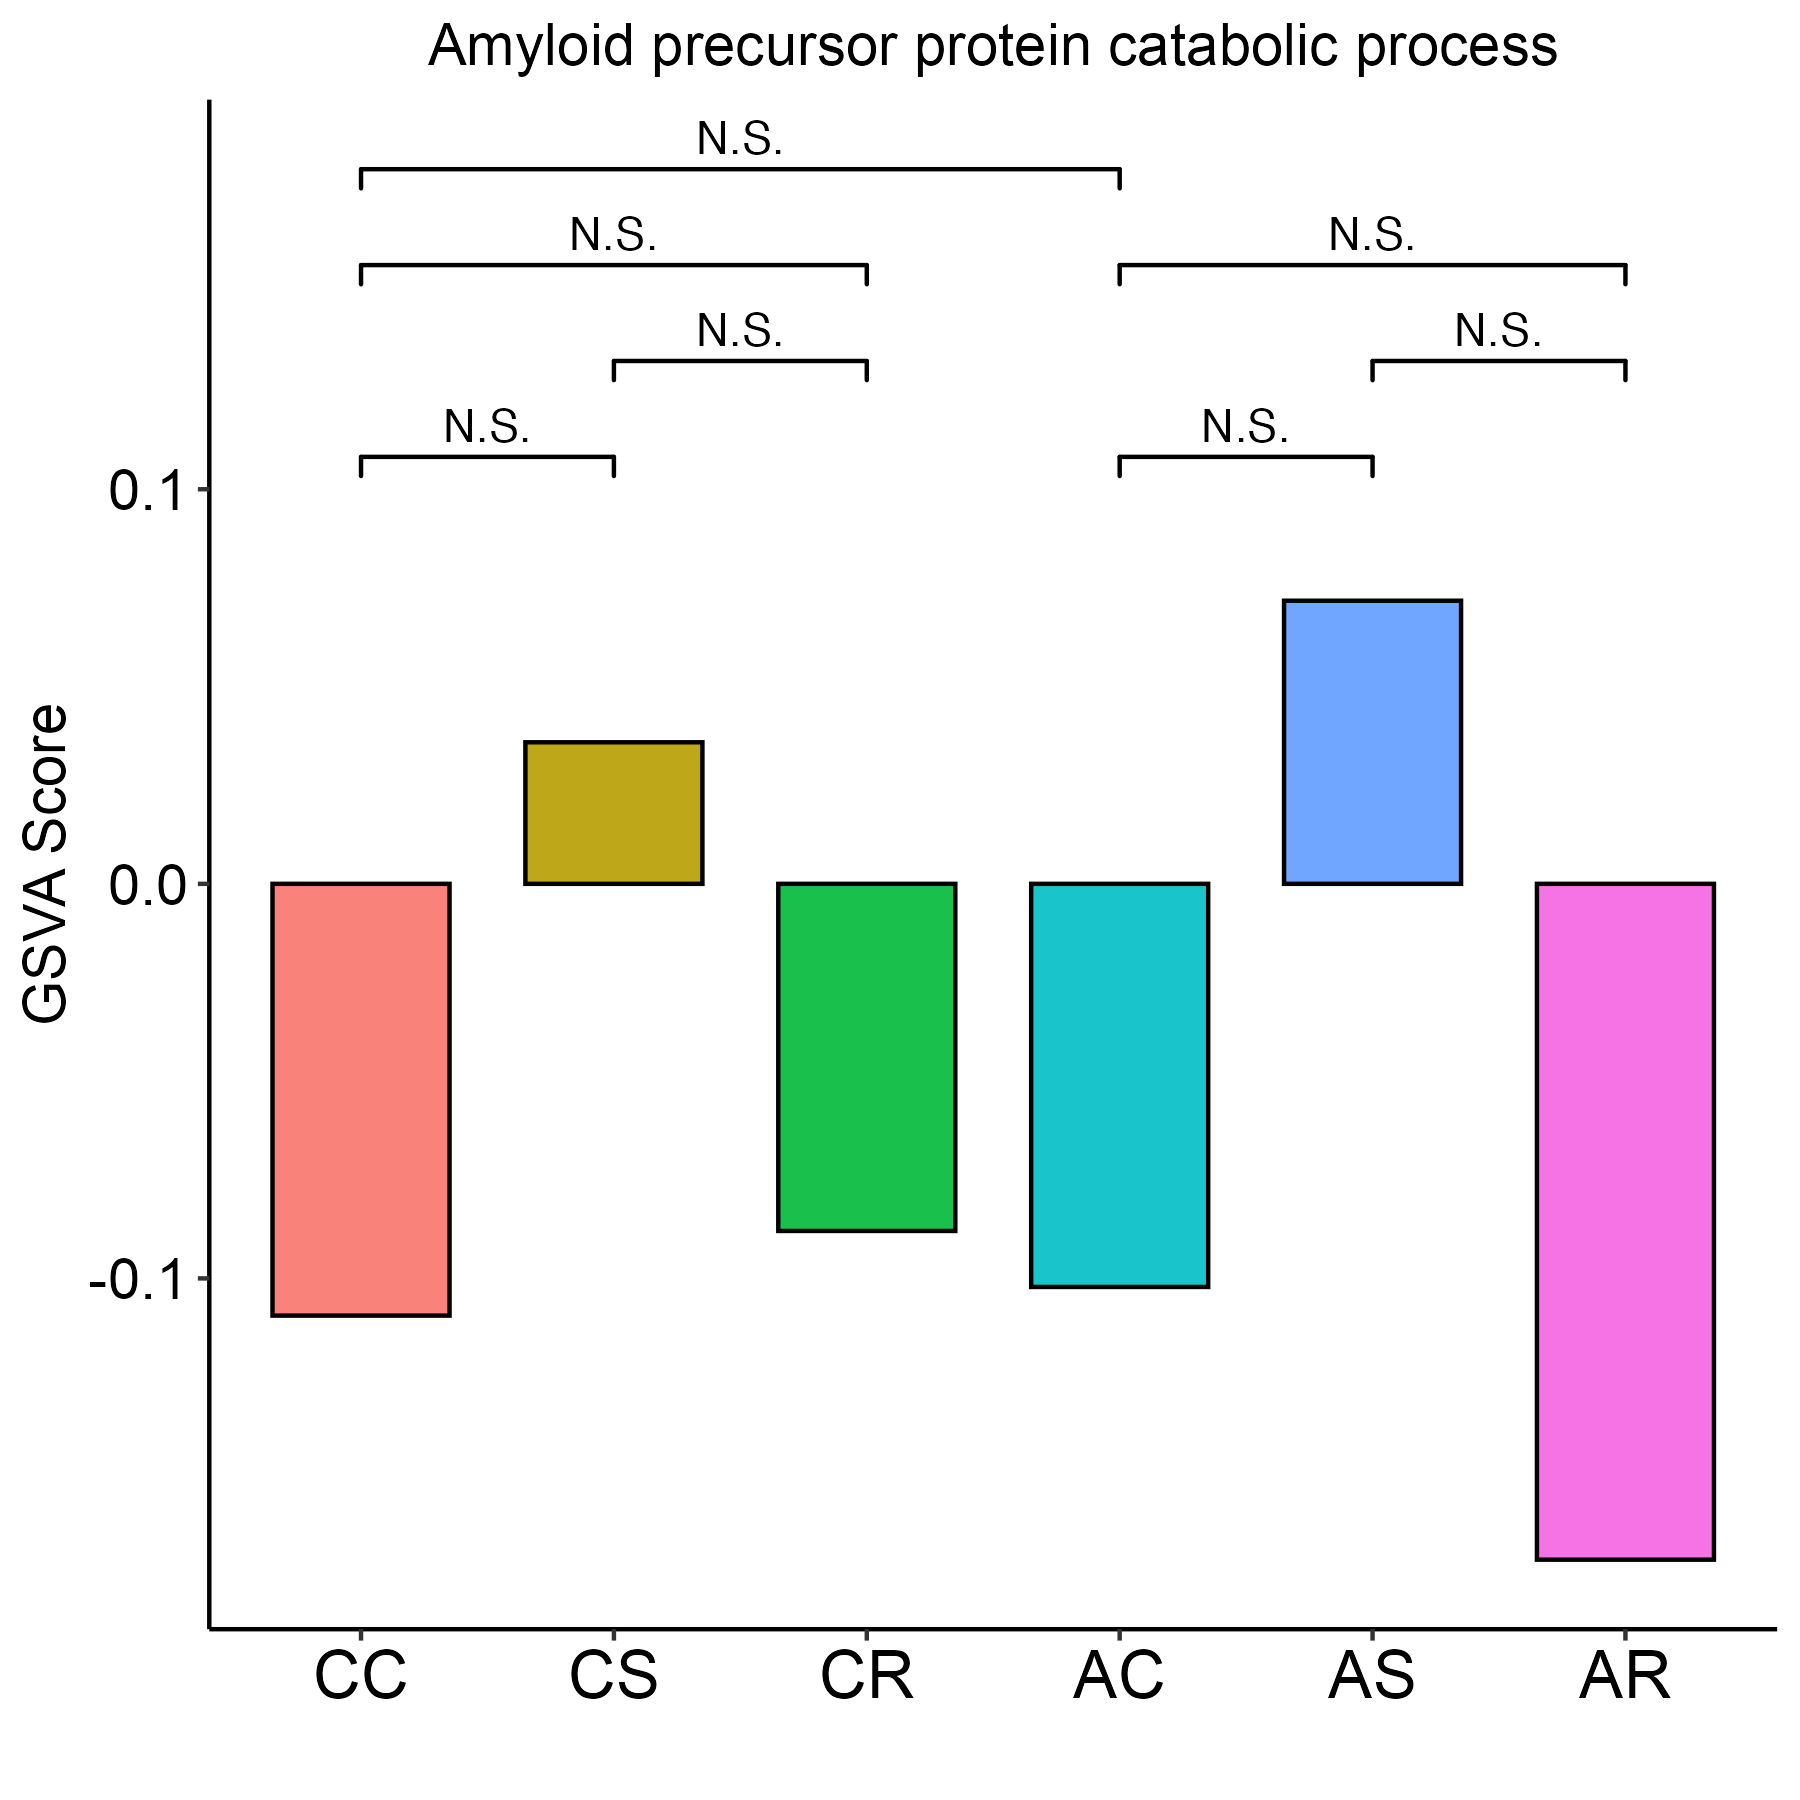 Amyloid precursor protein catabolic process
N.S.
N.S.
N.S.
N.S.
N.S.
N.S.
N.S.
0.1
0.0
-0.1
GSVA Score
CC
CS
CR
AC
AS
AR